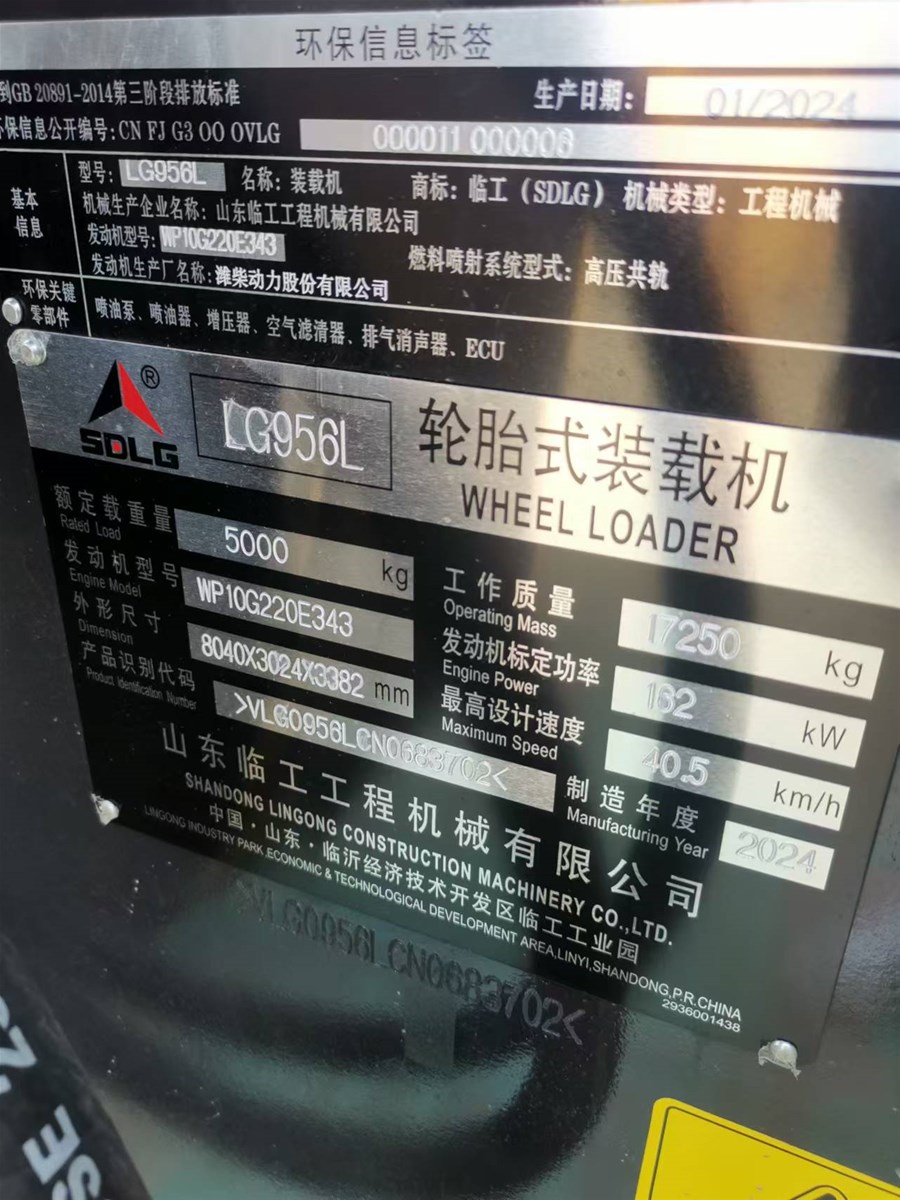 环保信息标签
到GB 20891-2014第三阶段排放标准
生产日期: 01/2024
环保信息公开编号: CN FJ G3 OO OVLG 000011 000006
基本信息
型号: LG956L 名称: 装载机 商标: 临工 (SDLG) 机械类型: 工程机械
机械生产企业名称: 山东临工工程机械有限公司
发动机型号: WP10G220E343 燃料喷射系统型式: 高压共轨
发动机生产厂名称: 潍柴动力股份有限公司
环保关键零部件
喷油泵、喷油器、增压器、空气滤清器、排气消声器、ECU
SDLG ®
LG956L
轮胎式装载机
WHEEL LOADER
额定载重量 5000 kg
Rated Load
发动机型号 WP10G220E343
Engine Model
外形尺寸 8040X3024X3382 mm
Dimension
产品识别代码 >VLG0956LCN0683702<
Product Identification Number
工作质量 17250 kg
Operating Mass
发动机标定功率 162 kW
Engine Power
最高设计速度 40.5 km/h
Maximum Speed
制造年度 2024
Manufacturing Year
山东临工工程机械有限公司
SHANDONG LINGONG CONSTRUCTION MACHINERY CO.,LTD.
中国·山东·临沂经济技术开发区临工工业园
LINGONG INDUSTRY PARK,ECONOMIC & TECHNOLOGICAL DEVELOPMENT AREA,LINYI,SHANDONG,P.R.CHINA
2936001438
>VLG0956LCN0683702<